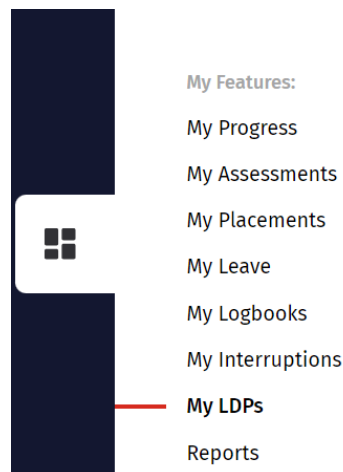 My Features:
My Progress
My Assessments
My Placements
My Leave
My Logbooks
My Interruptions
My LDPs
Reports